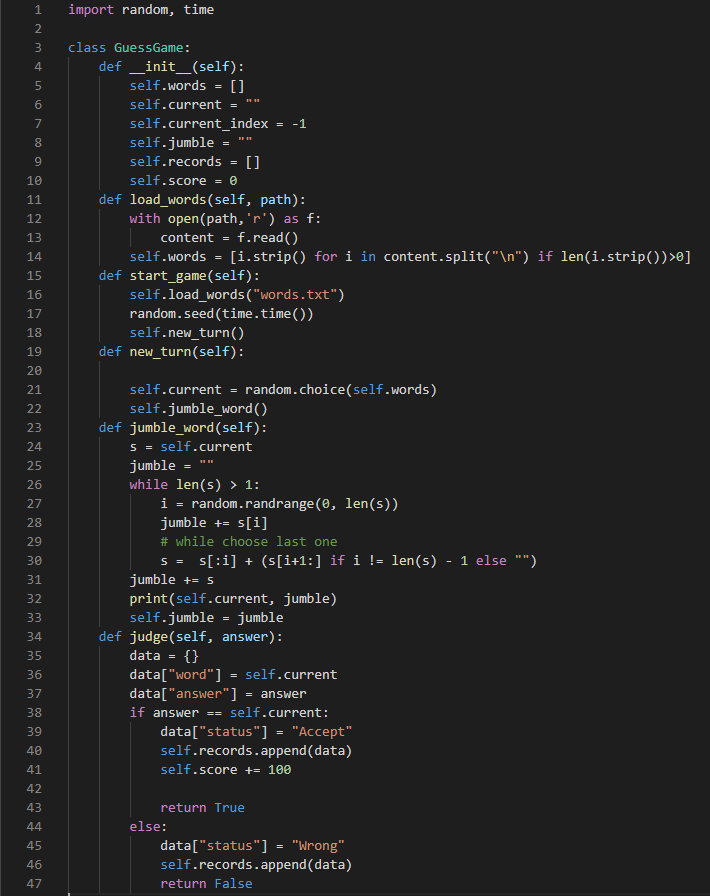 1 import random, time
2
3 class GuessGame:
4     def __init__(self):
5         self.words = []
6         self.current = ""
7         self.current_index = -1
8         self.jumble = ""
9         self.records = []
10         self.score = 0
11     def load_words(self, path):
12         with open(path,'r') as f:
13             content = f.read()
14         self.words = [i.strip() for i in content.split("\n") if len(i.strip())>0]
15     def start_game(self):
16         self.load_words("words.txt")
17         random.seed(time.time())
18         self.new_turn()
19     def new_turn(self):
20
21         self.current = random.choice(self.words)
22         self.jumble_word()
23     def jumble_word(self):
24         s = self.current
25         jumble = ""
26         while len(s) > 1:
27             i = random.randrange(0, len(s))
28             jumble += s[i]
29             # while choose last one
30             s =  s[:i] + (s[i+1:] if i != len(s) - 1 else "")
31         jumble += s
32         print(self.current, jumble)
33         self.jumble = jumble
34     def judge(self, answer):
35         data = {}
36         data["word"] = self.current
37         data["answer"] = answer
38         if answer == self.current:
39             data["status"] = "Accept"
40             self.records.append(data)
41             self.score += 100
42
43             return True
44         else:
45             data["status"] = "Wrong"
46             self.records.append(data)
47             return False